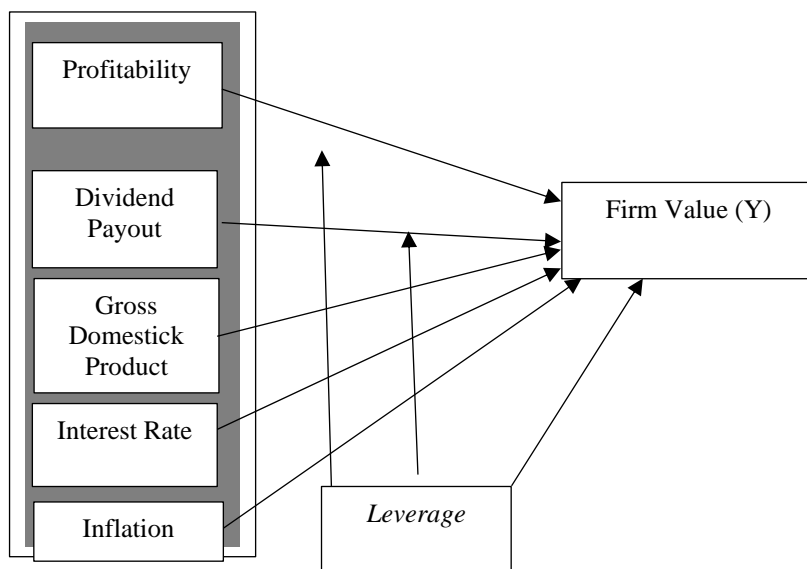 Profitability
Dividend
Payout
Firm Value (Y)
Gross
Domestick
Product
Interest Rate
Leverage
Inflation